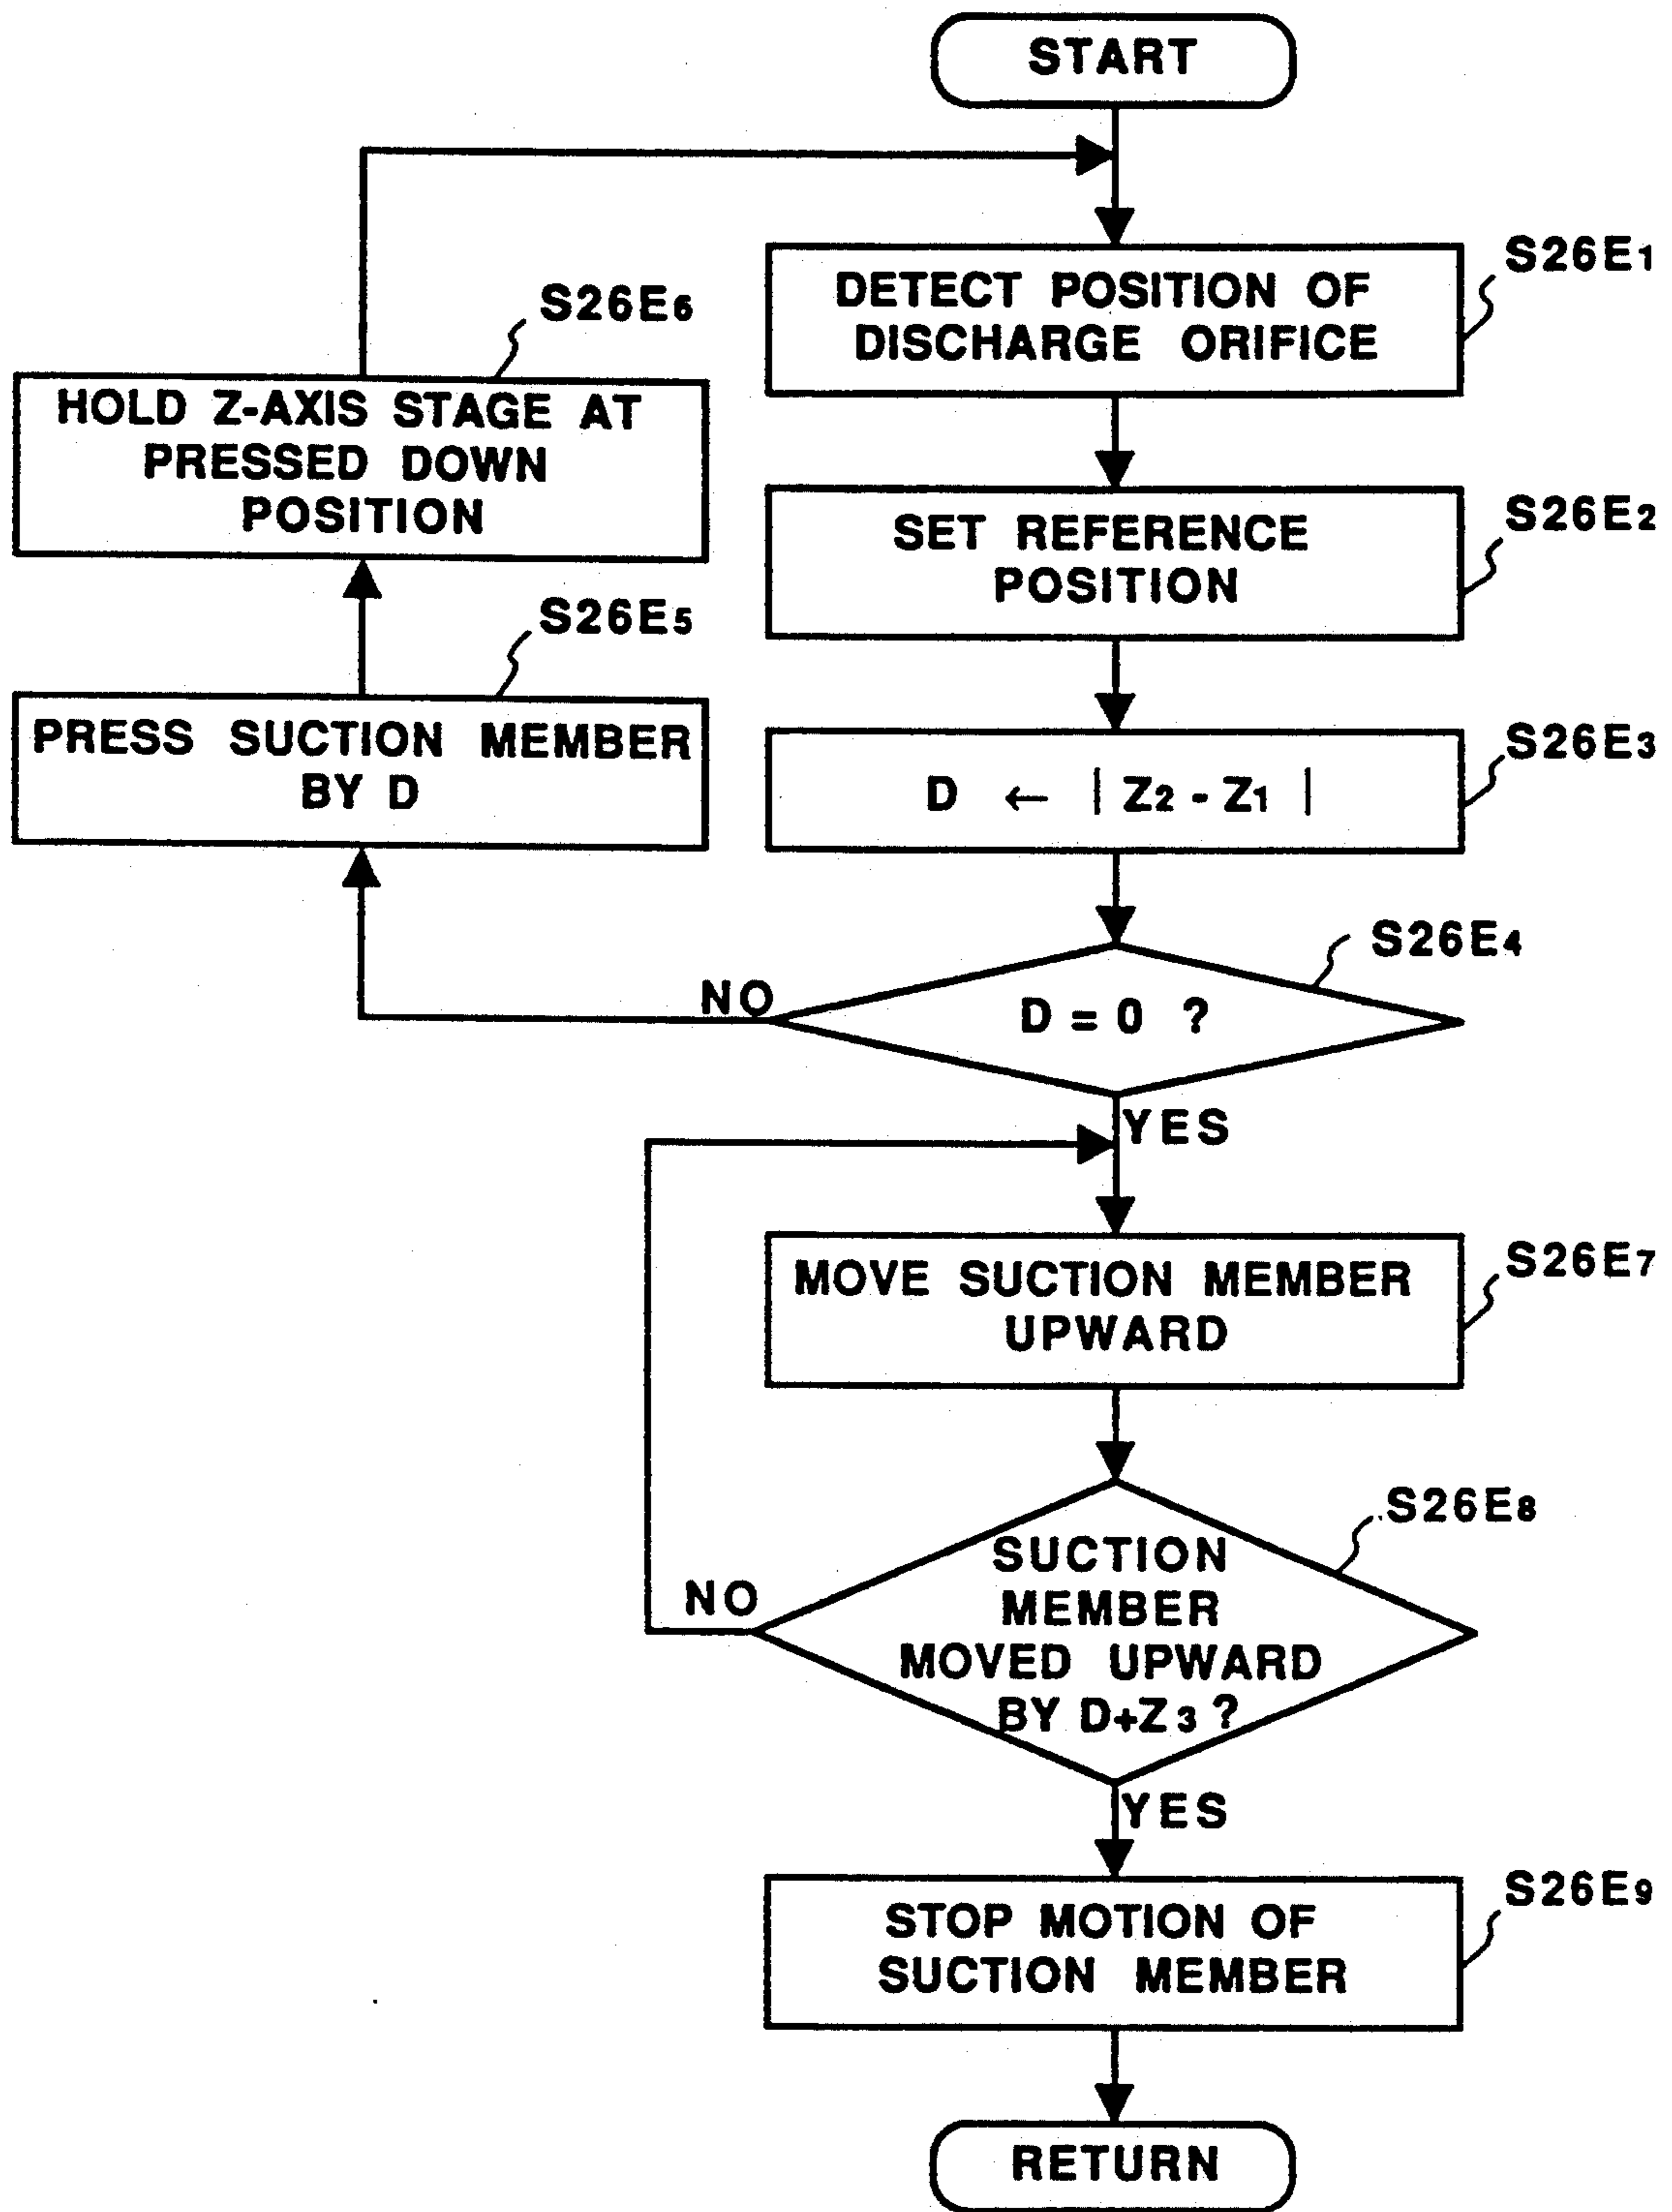 START
S26E1
DETECT POSITION OF
DISCHARGE ORIFICE
S26E6
HOLD Z-AXIS STAGE AT
PRESSED DOWN
POSITION
S26E2
SET REFERENCE
POSITION
S26E5
PRESS SUCTION MEMBER
BY D
S26E3
D ← | Z2 - Z1 |
S26E4
NO
D = 0 ?
YES
S26E7
MOVE SUCTION MEMBER
UPWARD
S26E8
NO
SUCTION
MEMBER
MOVED UPWARD
BY D+Z3 ?
YES
S26E9
STOP MOTION OF
SUCTION MEMBER
RETURN